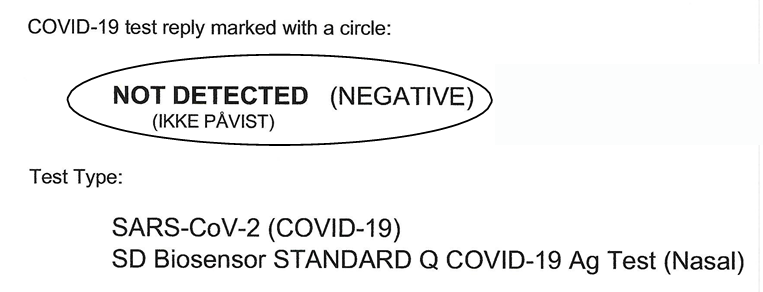 COVID-19 test reply marked with a circle:
NOT DETECTED (NEGATIVE)
(IKKE PÅVIST)
Test Type:
SARS-CoV-2 (COVID-19)
SD Biosensor STANDARD Q COVID-19 Ag Test (Nasal)